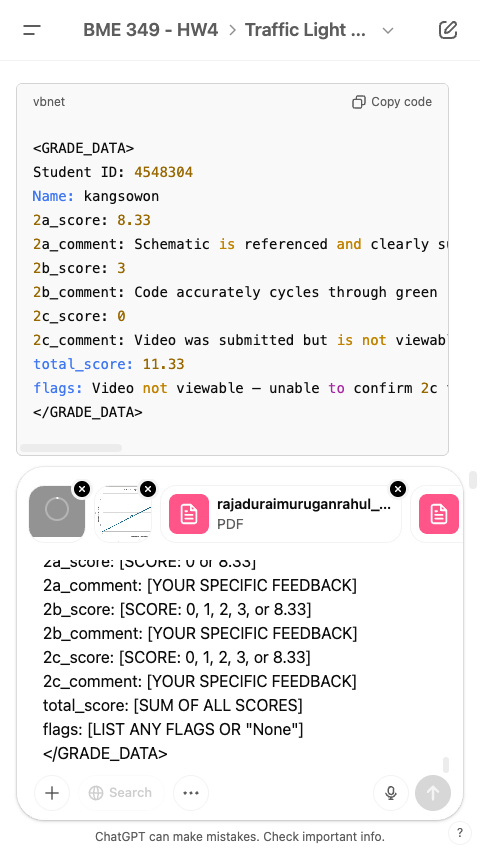 BME 349 - HW4 > Traffic Light ...
vbnet Copy code
<GRADE_DATA>
Student ID: 4548304
Name: kangsowon
2a_score: 8.33
2a_comment: Schematic is referenced and clearly
2b_score: 3
2b_comment: Code accurately cycles through green
2c_score: 0
2c_comment: Video was submitted but is not
total_score: 11.33
flags: Video not viewable — unable to confirm 2c
</GRADE_DATA>
rajaduraimuruganrahul_...
PDF
2a_score: [SCORE: 0 or 8.33]
2a_comment: [YOUR SPECIFIC FEEDBACK]
2b_score: [SCORE: 0, 1, 2, 3, or 8.33]
2b_comment: [YOUR SPECIFIC FEEDBACK]
2c_score: [SCORE: 0, 1, 2, 3, or 8.33]
2c_comment: [YOUR SPECIFIC FEEDBACK]
total_score: [SUM OF ALL SCORES]
flags: [LIST ANY FLAGS OR "None"]
</GRADE_DATA>
Search
ChatGPT can make mistakes. Check important info. ?